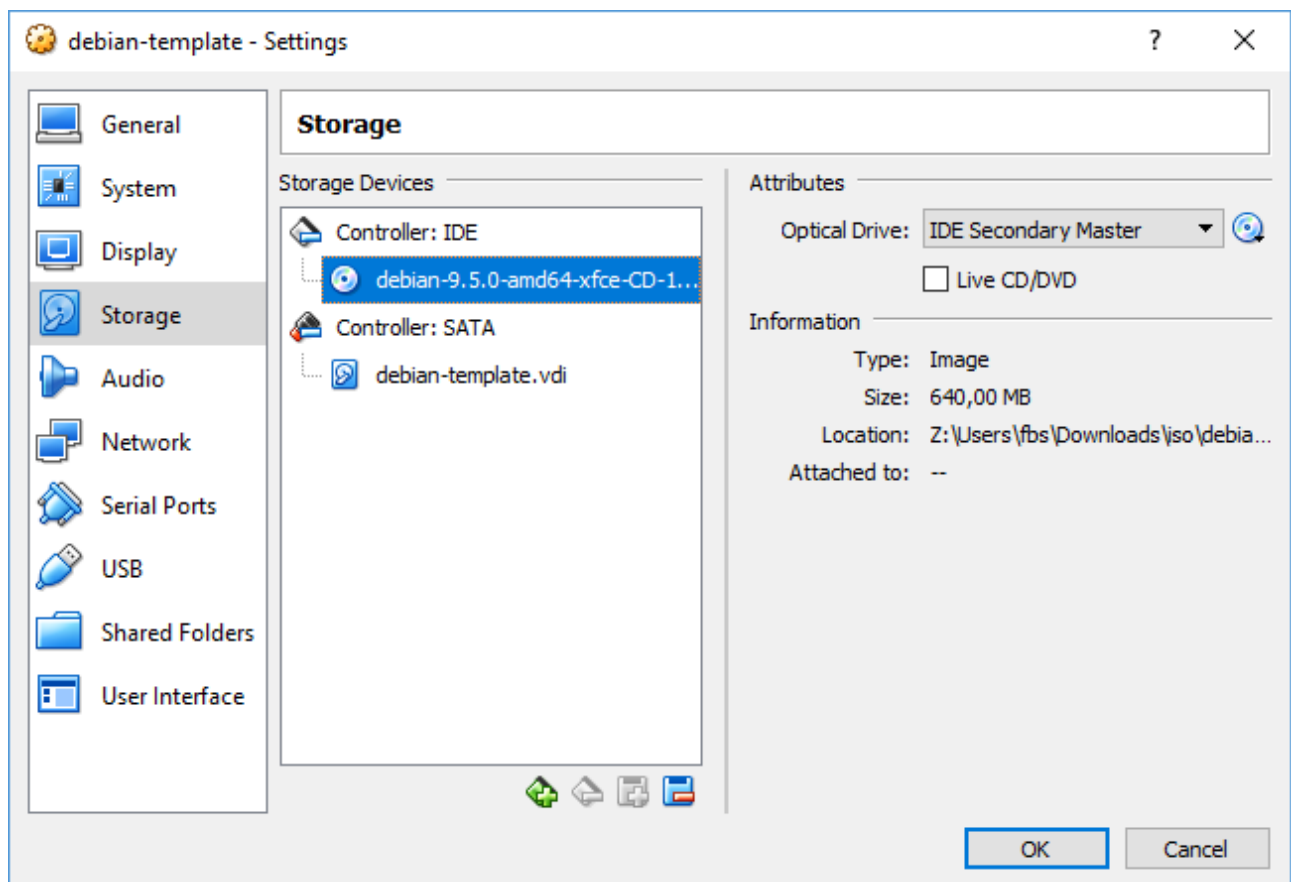 debian-template - Settings
?
General
System
Display
Storage
Audio
Network
Serial Ports
USB
Shared Folders
User Interface
Storage
Storage Devices
Controller: IDE
debian-9.5.0-amd64-xfce-CD-1...
Controller: SATA
debian-template.vdi
Attributes
Optical Drive: IDE Secondary Master
Live CD/DVD
Information
Type: Image
Size: 640,00 MB
Location: Z:\Users\fbs\Downloads\iso\debia...
Attached to: --
OK
Cancel